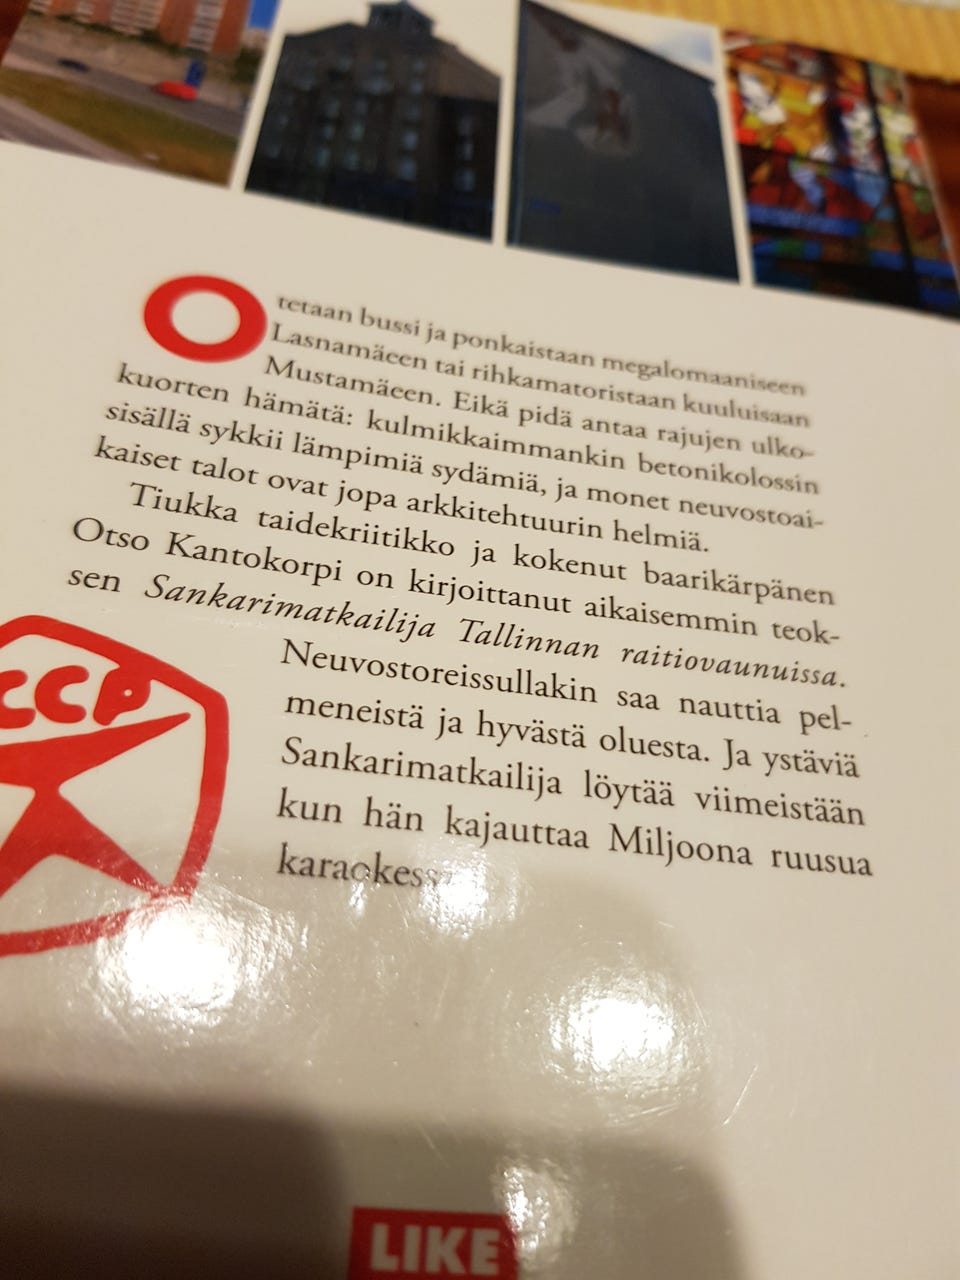 Otetaan bussi ja ponkaistaan megalomaaniseen
Lasnamäeen tai rihkamatoristaan kuuluisaan
Mustamäeen. Eikä pidä antaa rajujen ulko-
kuorten hämätä: kulmikkaimmankin betonikolossin
sisällä sykkii lämpimiä sydämiä, ja monet neuvostoai-
kaiset talot ovat jopa arkkitehtuurin helmiä.
Tiukka taidekriitikko ja kokenut baarikärpänen
Otso Kantokorpi on kirjoittanut aikaisemmin teok-
sen Sankarimatkailija Tallinnan raitiovaunuissa.
Neuvostoreissullakin saa nauttia pel-
meneistä ja hyvästä oluesta. Ja ystäviä
Sankarimatkailija löytää viimeistään
kun hän kajauttaa Miljoona ruusua
karaokess
CCCP
LIKE